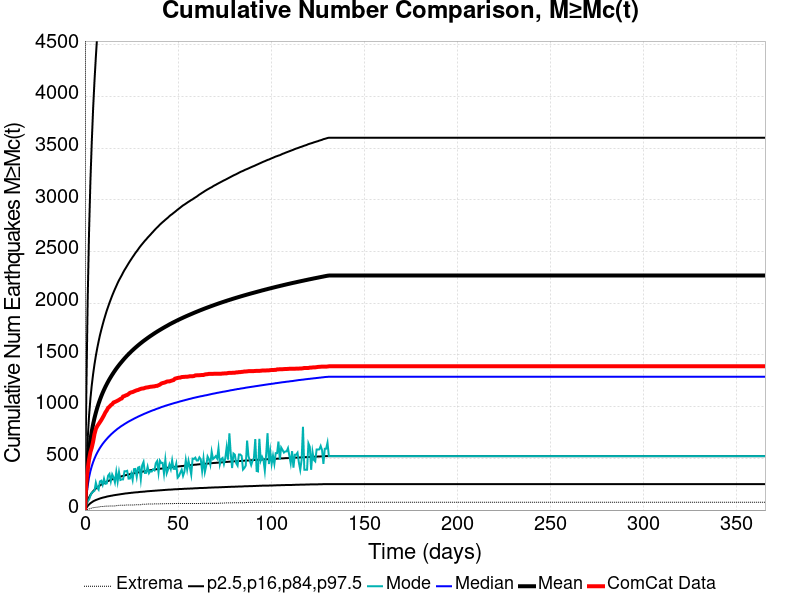 Cumulative Number Comparison, M≥Mc(t)
Cumulative Num Earthquakes M≥Mc(t)
4500
4000
3500
3000
2500
2000
1500
1000
500
0
0 50 100 150 200 250 300 350
Time (days)
Extrema p2.5,p16,p84,p97.5 Mode Median Mean ComCat Data